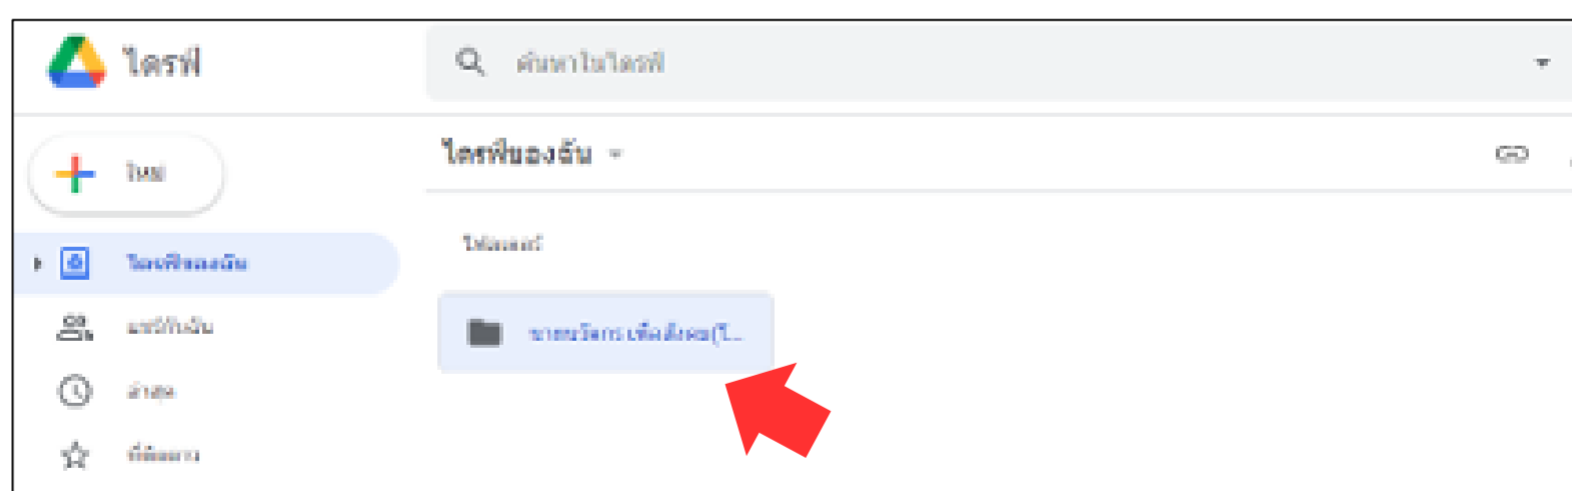 ไดรฟ์
ค้นหาในไดรฟ์
ใหม่
ไดรฟ์ของฉัน
โฟลเดอร์
ไดรฟ์ของฉัน
แชร์กับฉัน
ล่าสุด
ที่ติดดาว